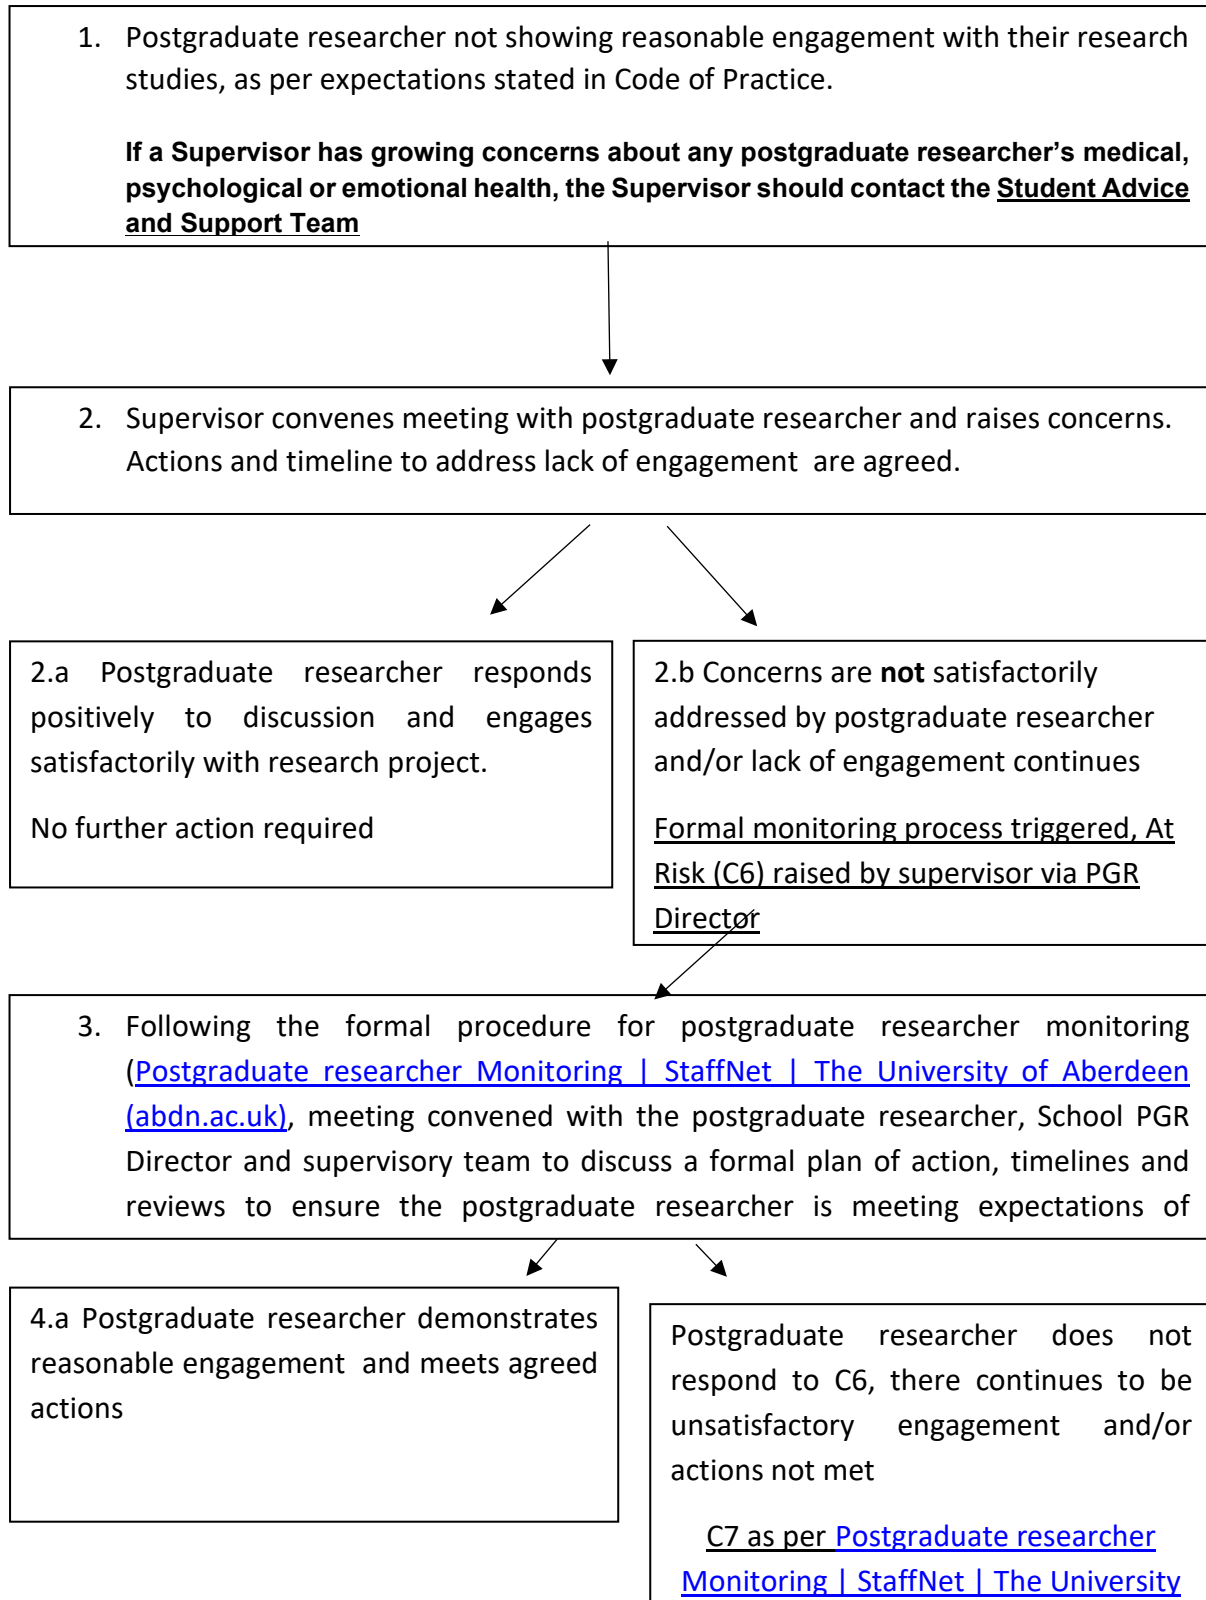 1. Postgraduate researcher not showing reasonable engagement with their research
studies, as per expectations stated in Code of Practice.
If a Supervisor has growing concerns about any postgraduate researcher’s medical,
psychological or emotional health, the Supervisor should contact the Student Advice
and Support Team
2. Supervisor convenes meeting with postgraduate researcher and raises concerns.
Actions and timeline to address lack of engagement  are agreed.
2.a Postgraduate researcher responds
positively to discussion and engages
satisfactorily with research project.
No further action required
2.b Concerns are not satisfactorily
addressed by postgraduate researcher
and/or lack of engagement continues
Formal monitoring process triggered, At
Risk (C6) raised by supervisor via PGR
Director
3. Following the formal procedure for postgraduate researcher monitoring
(Postgraduate researcher Monitoring | StaffNet | The University of Aberdeen
(abdn.ac.uk), meeting convened with the postgraduate researcher, School PGR
Director and supervisory team to discuss a formal plan of action, timelines and
reviews to ensure the postgraduate researcher is meeting expectations of
4.a Postgraduate researcher demonstrates
reasonable engagement  and meets agreed
actions
Postgraduate researcher does not
respond to C6, there continues to be
unsatisfactory engagement and/or
actions not met
C7 as per Postgraduate researcher
Monitoring | StaffNet | The University